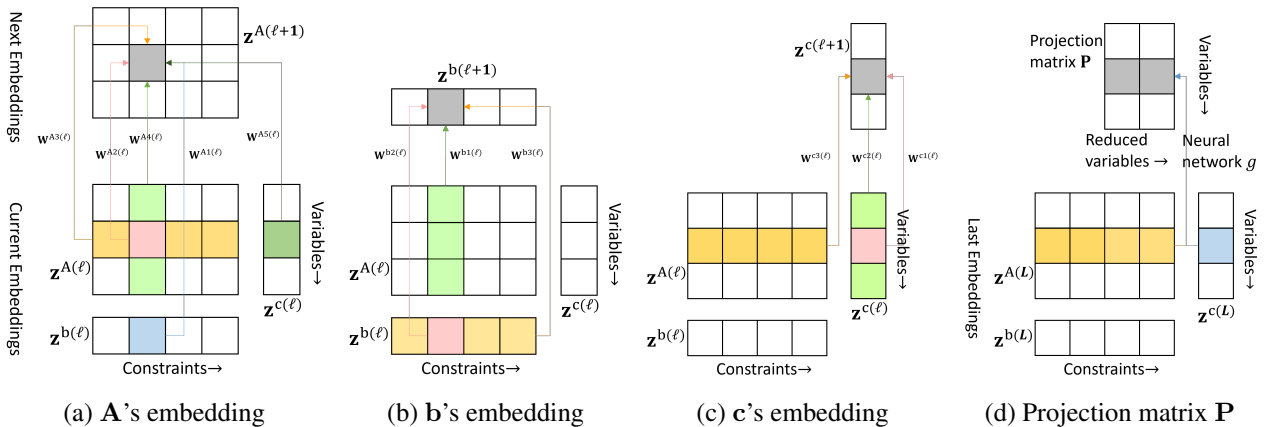 Next Embeddings
Current Embeddings
z^A(ℓ+1)
W^A3(ℓ)
W^A2(ℓ)
W^A4(ℓ)
W^A1(ℓ)
W^A5(ℓ)
z^A(ℓ)
z^b(ℓ)
z^c(ℓ)
Variables→
Constraints→
(a) A's embedding
z^b(ℓ+1)
W^b2(ℓ)
W^b1(ℓ)
W^b3(ℓ)
z^A(ℓ)
z^b(ℓ)
z^c(ℓ)
Variables→
Constraints→
(b) b's embedding
z^c(ℓ+1)
W^c3(ℓ)
W^c2(ℓ)
W^c1(ℓ)
z^A(ℓ)
z^b(ℓ)
z^c(ℓ)
Variables→
Constraints→
(c) c's embedding
Projection
matrix P
Variables→
Reduced
variables →
Neural
network g
Last Embeddings
z^A(L)
z^b(L)
z^c(L)
Variables→
Constraints→
(d) Projection matrix P